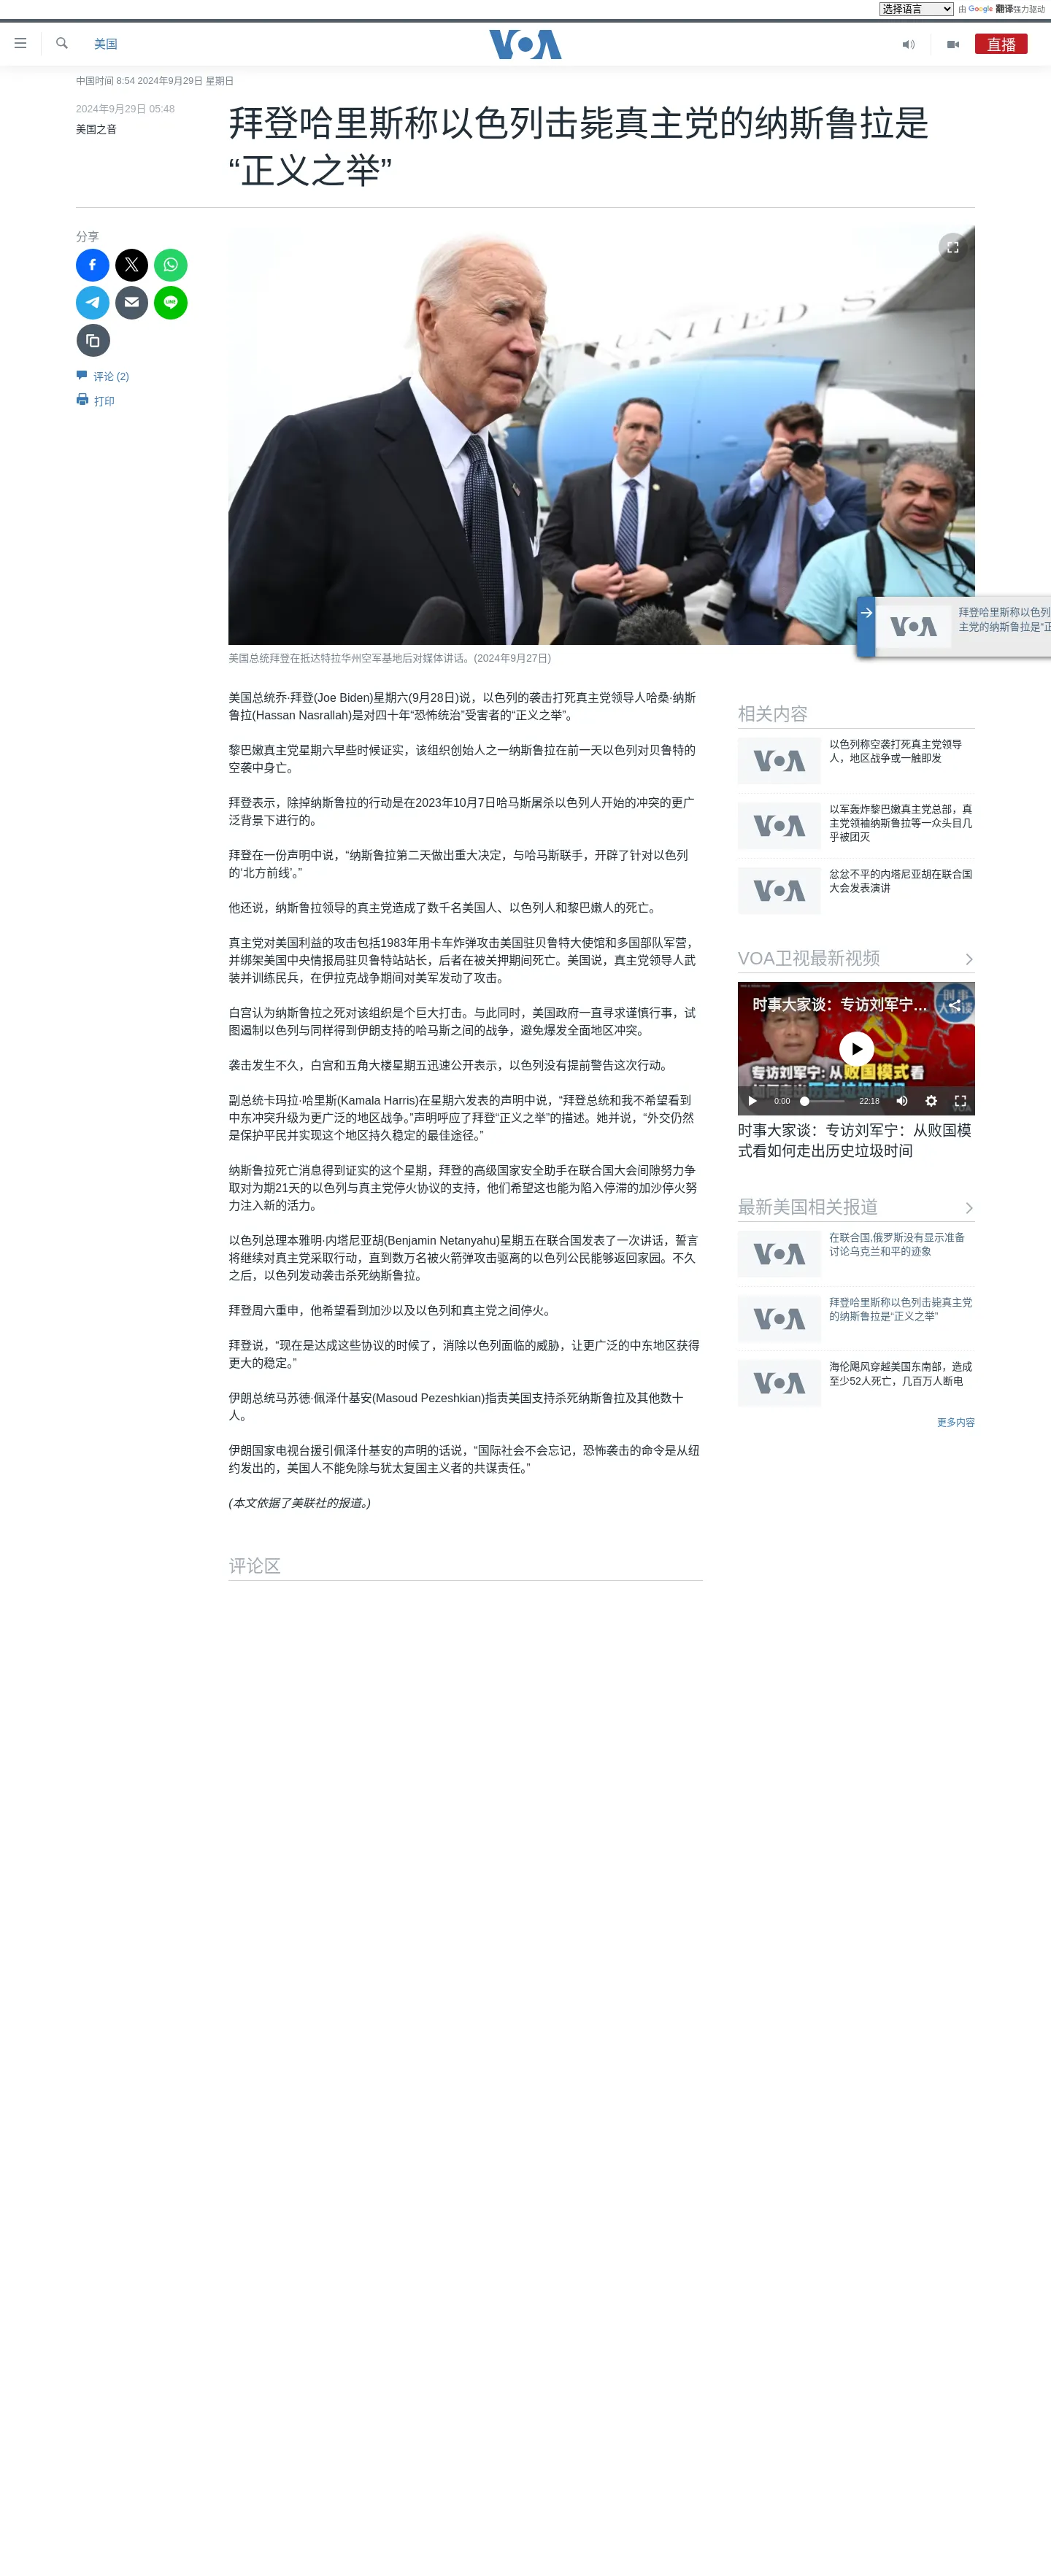 选择语言
由 Google 翻译强力驱动
美国
VOA
直播
中国时间 8:54 2024年9月29日 星期日
2024年9月29日 05:48
美国之音
拜登哈里斯称以色列击毙真主党的纳斯鲁拉是
“正义之举”
分享
评论 (2)
打印
UNITED S
拜登哈里斯称以色列
主党的纳斯鲁拉是“正
VOA
美国总统拜登在抵达特拉华州空军基地后对媒体讲话。(2024年9月27日)
美国总统乔·拜登(Joe Biden)星期六(9月28日)说，以色列的袭击打死真主党领导人哈桑·纳斯
鲁拉(Hassan Nasrallah)是对四十年“恐怖统治”受害者的“正义之举”。
黎巴嫩真主党星期六早些时候证实，该组织创始人之一纳斯鲁拉在前一天以色列对贝鲁特的
空袭中身亡。
拜登表示，除掉纳斯鲁拉的行动是在2023年10月7日哈马斯屠杀以色列人开始的冲突的更广
泛背景下进行的。
拜登在一份声明中说，“纳斯鲁拉第二天做出重大决定，与哈马斯联手，开辟了针对以色列
的‘北方前线’。”
他还说，纳斯鲁拉领导的真主党造成了数千名美国人、以色列人和黎巴嫩人的死亡。
真主党对美国利益的攻击包括1983年用卡车炸弹攻击美国驻贝鲁特大使馆和多国部队军营，
并绑架美国中央情报局驻贝鲁特站站长，后者在被关押期间死亡。美国说，真主党领导人武
装并训练民兵，在伊拉克战争期间对美军发动了攻击。
白宫认为纳斯鲁拉之死对该组织是个巨大打击。与此同时，美国政府一直寻求谨慎行事，试
图遏制以色列与同样得到伊朗支持的哈马斯之间的战争，避免爆发全面地区冲突。
袭击发生不久，白宫和五角大楼星期五迅速公开表示，以色列没有提前警告这次行动。
副总统卡玛拉·哈里斯(Kamala Harris)在星期六发表的声明中说，“拜登总统和我不希望看到
中东冲突升级为更广泛的地区战争。”声明呼应了拜登“正义之举”的描述。她并说，“外交仍然
是保护平民并实现这个地区持久稳定的最佳途径。”
纳斯鲁拉死亡消息得到证实的这个星期，拜登的高级国家安全助手在联合国大会间隙努力争
取对为期21天的以色列与真主党停火协议的支持，他们希望这也能为陷入停滞的加沙停火努
力注入新的活力。
以色列总理本雅明·内塔尼亚胡(Benjamin Netanyahu)星期五在联合国发表了一次讲话，誓言
将继续对真主党采取行动，直到数万名被火箭弹攻击驱离的以色列公民能够返回家园。不久
之后，以色列发动袭击杀死纳斯鲁拉。
拜登周六重申，他希望看到加沙以及以色列和真主党之间停火。
拜登说，“现在是达成这些协议的时候了，消除以色列面临的威胁，让更广泛的中东地区获得
更大的稳定。”
伊朗总统马苏德·佩泽什基安(Masoud Pezeshkian)指责美国支持杀死纳斯鲁拉及其他数十
人。
伊朗国家电视台援引佩泽什基安的声明的话说，“国际社会不会忘记，恐怖袭击的命令是从纽
约发出的，美国人不能免除与犹太复国主义者的共谋责任。”
(本文依据了美联社的报道。)
评论区
相关内容
VOA
以色列称空袭打死真主党领导
人，地区战争或一触即发
VOA
以军轰炸黎巴嫩真主党总部，真
主党领袖纳斯鲁拉等一众头目几
乎被团灭
VOA
忿忿不平的内塔尼亚胡在联合国
大会发表演讲
VOA卫视最新视频
时事大家谈：专访刘军宁...
专访刘军宁：从败国模式看
0:00
22:18
时事大家谈：专访刘军宁：从败国模
式看如何走出历史垃圾时间
最新美国相关报道
VOA
在联合国,俄罗斯没有显示准备
讨论乌克兰和平的迹象
VOA
拜登哈里斯称以色列击毙真主党
的纳斯鲁拉是“正义之举”
VOA
海伦飓风穿越美国东南部，造成
至少52人死亡，几百万人断电
更多内容